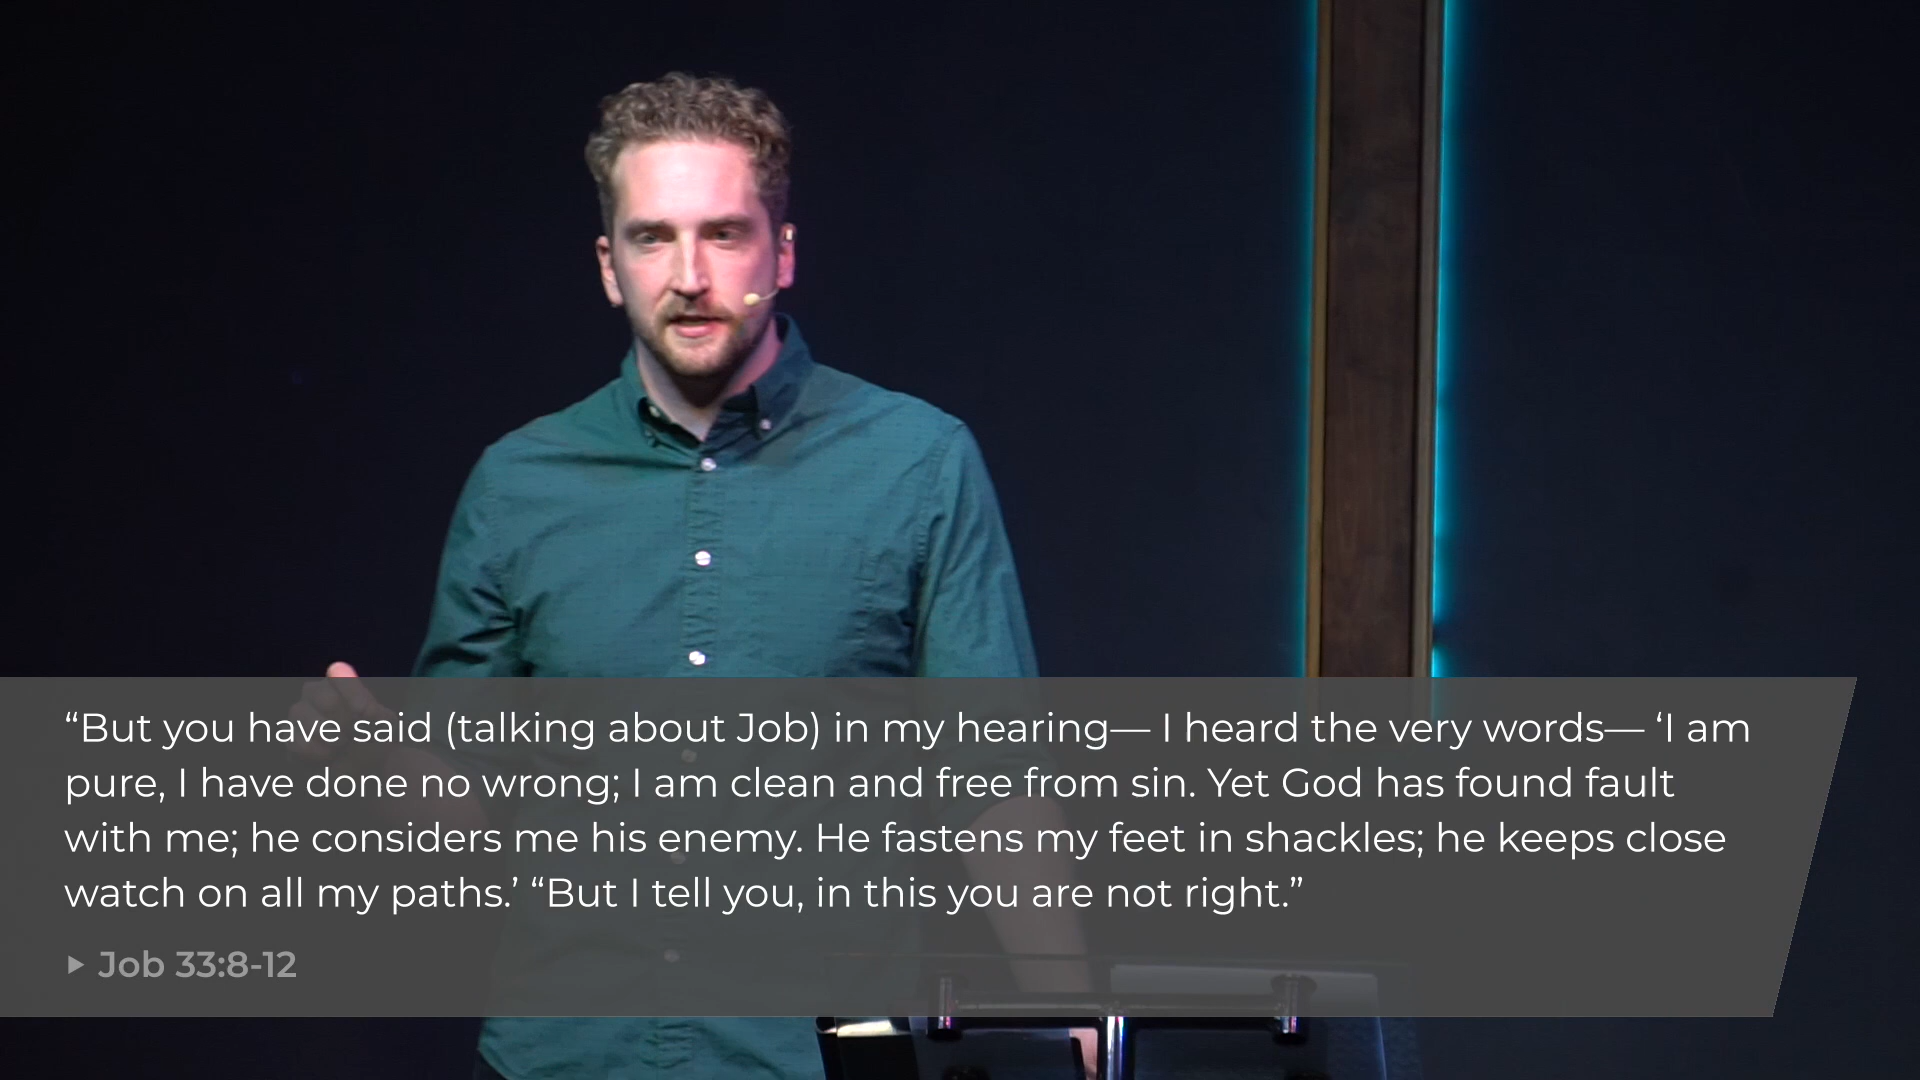 “But you have said (talking about Job) in my hearing— I heard the very words— ‘I am
pure, I have done no wrong; I am clean and free from sin. Yet God has found fault
with me; he considers me his enemy. He fastens my feet in shackles; he keeps close
watch on all my paths.’ “But I tell you, in this you are not right.”
Job 33:8-12